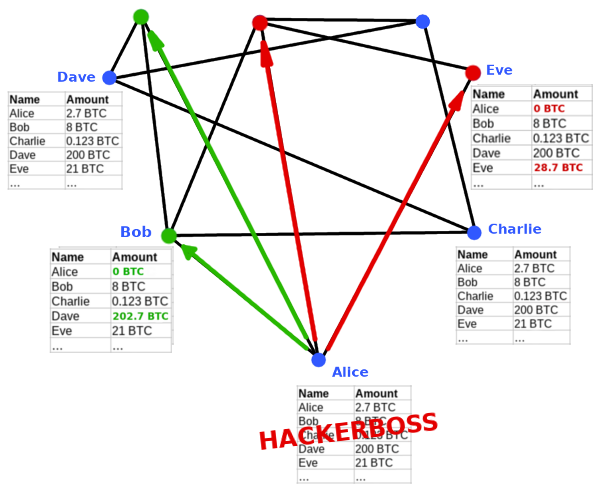 Eve
Dave
Name Amount
Alice 0 BTC
Bob 8 BTC
Charlie 0.123 BTC
Dave 200 BTC
Eve 28.7 BTC
... ...
Name Amount
Alice 2.7 BTC
Bob 8 BTC
Charlie 0.123 BTC
Dave 200 BTC
Eve 21 BTC
... ...
Bob
Charlie
Name Amount
Alice 0 BTC
Bob 8 BTC
Charlie 0.123 BTC
Dave 202.7 BTC
Eve 21 BTC
... ...
Name Amount
Alice 2.7 BTC
Bob 8 BTC
Charlie 0.123 BTC
Dave 200 BTC
Eve 21 BTC
... ...
Alice
Name Amount
Alice 2.7 BTC
Bob 8 BTC
HACKERBOSS
Charlie 0.123 BTC
Dave 200 BTC
Eve 21 BTC
... ...